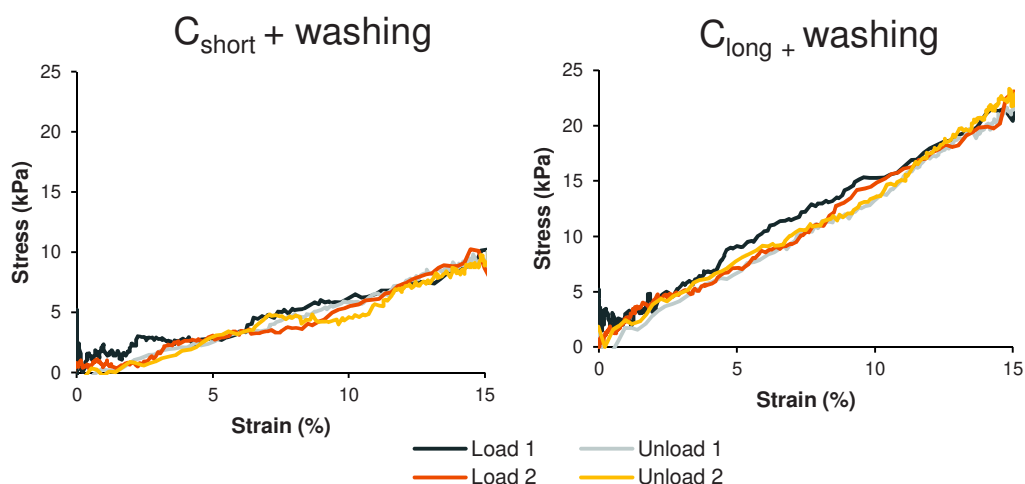 C_short + washing
25
20
15
10
5
0
Stress (kPa)
0 5 10 15
Strain (%)
C_long + washing
25
20
15
10
5
0
Stress (kPa)
0 5 10 15
Strain (%)
Load 1 Unload 1
Load 2 Unload 2